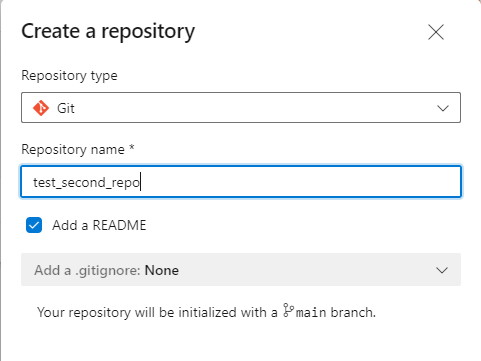 Create a repository
Repository type
Git
Repository name *
test_second_repo
Add a README
Add a .gitignore: None
Your repository will be initialized with a main branch.